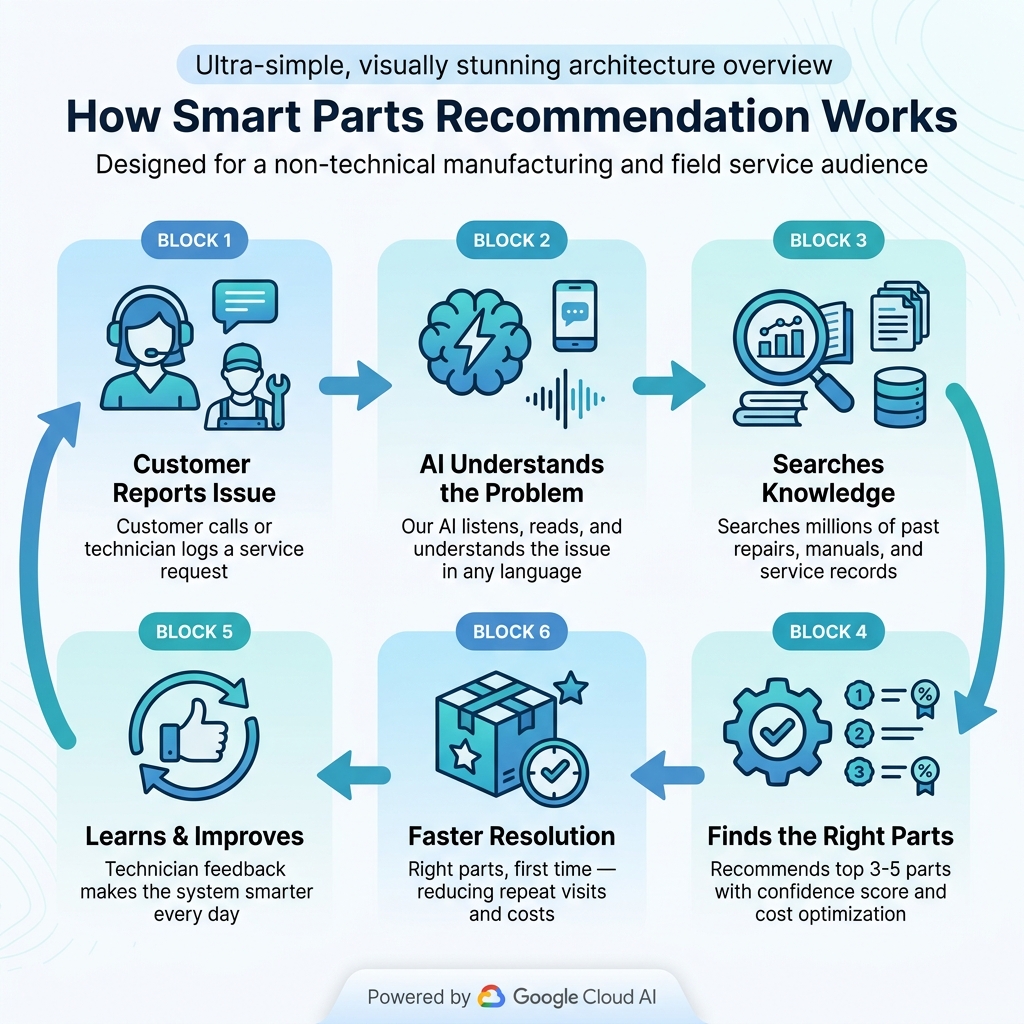 Ultra-simple, visually stunning architecture overview
How Smart Parts Recommendation Works
Designed for a non-technical manufacturing and field service audience
BLOCK 1
Customer
Reports Issue
Customer calls or
technician logs a service
request
BLOCK 2
AI Understands
the Problem
Our AI listens, reads, and
understands the issue
in any language
BLOCK 3
Searches
Knowledge
Searches millions of past
repairs, manuals, and
service records
BLOCK 4
1 %
2
3 %
Finds the Right Parts
Recommends top 3-5 parts
with confidence score and
cost optimization
BLOCK 6
Faster Resolution
Right parts, first time —
reducing repeat visits
and costs
BLOCK 5
Learns & Improves
Technician feedback
makes the system smarter
every day
Powered by Google Cloud AI